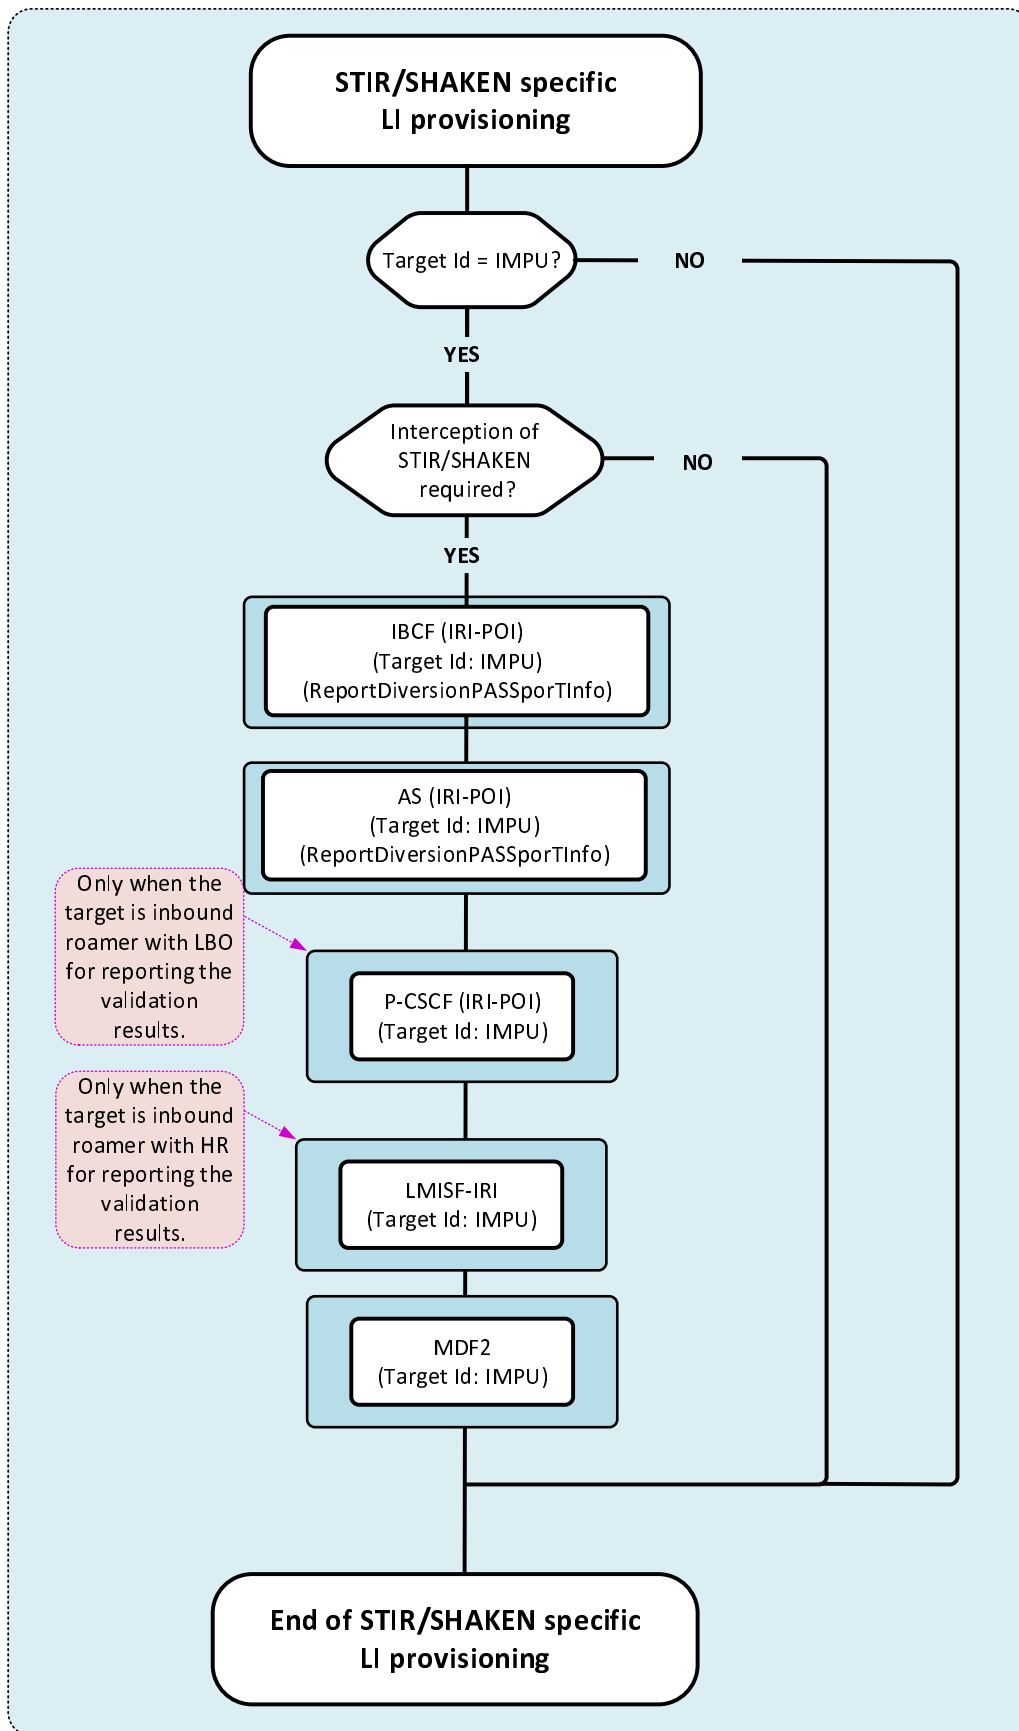 STIR/SHAKEN specific
LI provisioning
Target Id = IMPU?
NO
YES
Interception of
STIR/SHAKEN
required?
NO
YES
IBCF (IRI-POI)
(Target Id: IMPU)
(ReportDiversionPASSporTInfo)
AS (IRI-POI)
(Target Id: IMPU)
(ReportDiversionPASSporTInfo)
Only when the
target is inbound
roamer with LBO
for reporting the
validation
results.
P-CSCF (IRI-POI)
(Target Id: IMPU)
Only when the
target is inbound
roamer with HR
for reporting the
validation
results.
LMISF-IRI
(Target Id: IMPU)
MDF2
(Target Id: IMPU)
End of STIR/SHAKEN specific
LI provisioning